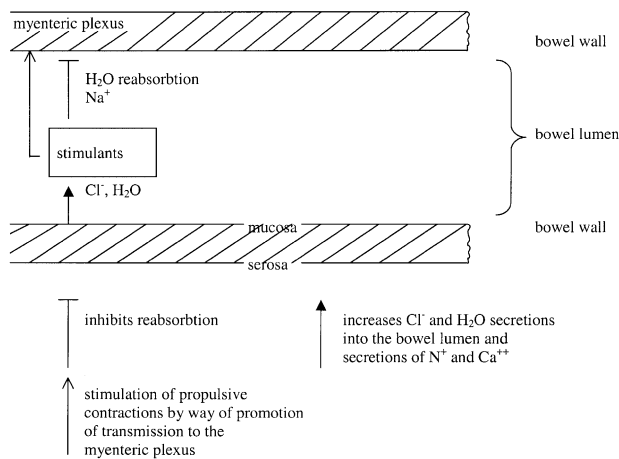 myenteric plexus
bowel wall
H₂O reabsorbtion
Na⁺
bowel lumen
stimulants
Cl⁻, H₂O
mucosa
bowel wall
serosa
inhibits reabsorbtion
increases Cl⁻ and H₂O secretions
into the bowel lumen and
secretions of N⁺ and Ca⁺⁺
stimulation of propulsive
contractions by way of promotion
of transmission to the
myenteric plexus